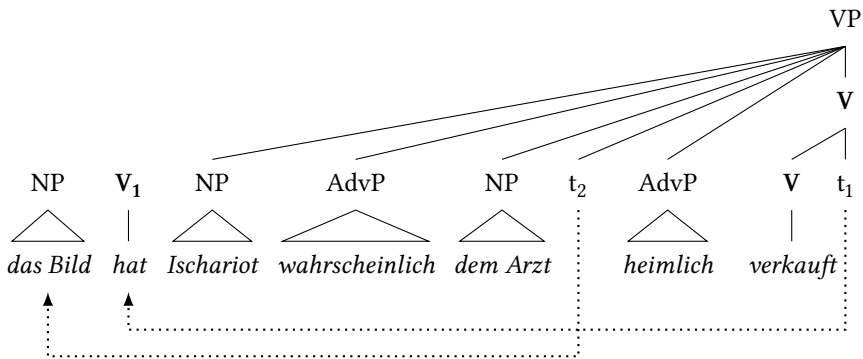 VP
V
NP V₁ NP AdvP NP t₂ AdvP V t₁
das Bild hat Ischariot wahrscheinlich dem Arzt heimlich verkauft